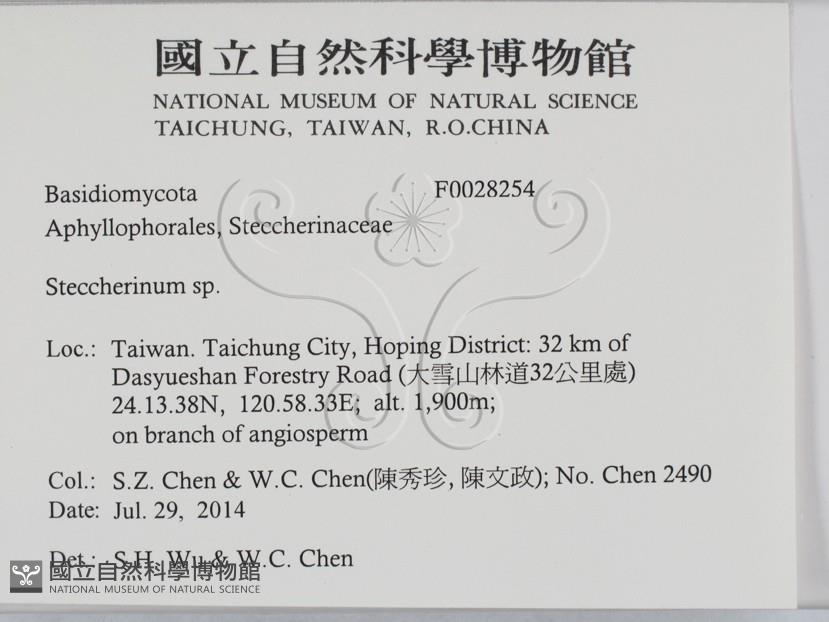 國立自然科學博物館
NATIONAL MUSEUM OF NATURAL SCIENCE
TAICHUNG, TAIWAN, R.O.CHINA
Basidiomycota F0028254
Aphyllophorales, Steccherinaceae
Steccherinum sp.
Loc.: Taiwan. Taichung City, Hoping District: 32 km of
Dasyueshan Forestry Road (大雪山林道32公里處)
24.13.38N, 120.58.33E; alt. 1,900m;
on branch of angiosperm
Col.: S.Z. Chen & W.C. Chen(陳秀珍, 陳文政); No. Chen 2490
Date: Jul. 29, 2014
Det.: S.H. Wu & W.C. Chen
國立自然科學博物館
NATIONAL MUSEUM OF NATURAL SCIENCE